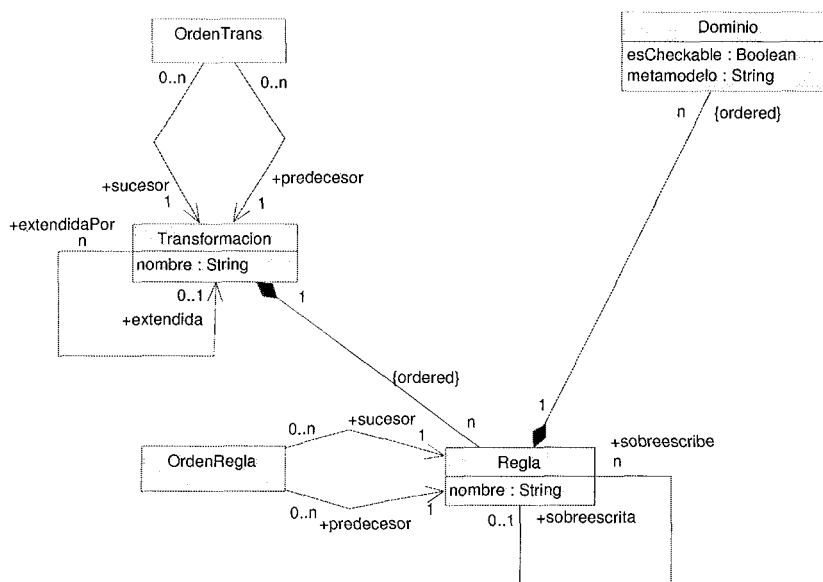 OrdenTrans
0..n
0..n
+sucesor
1
+predecesor
1
Dominio
esCheckable : Boolean
metamodelo : String
n
{ordered}
+extendidaPor
n
Transformacion
nombre : String
0..1
+extendida
1
{ordered}
n
1
OrdenRegla
0..n
+sucesor
1
0..n
+predecesor
1
Regla
nombre : String
+sobreescribe
n
0..1
+sobreescrita